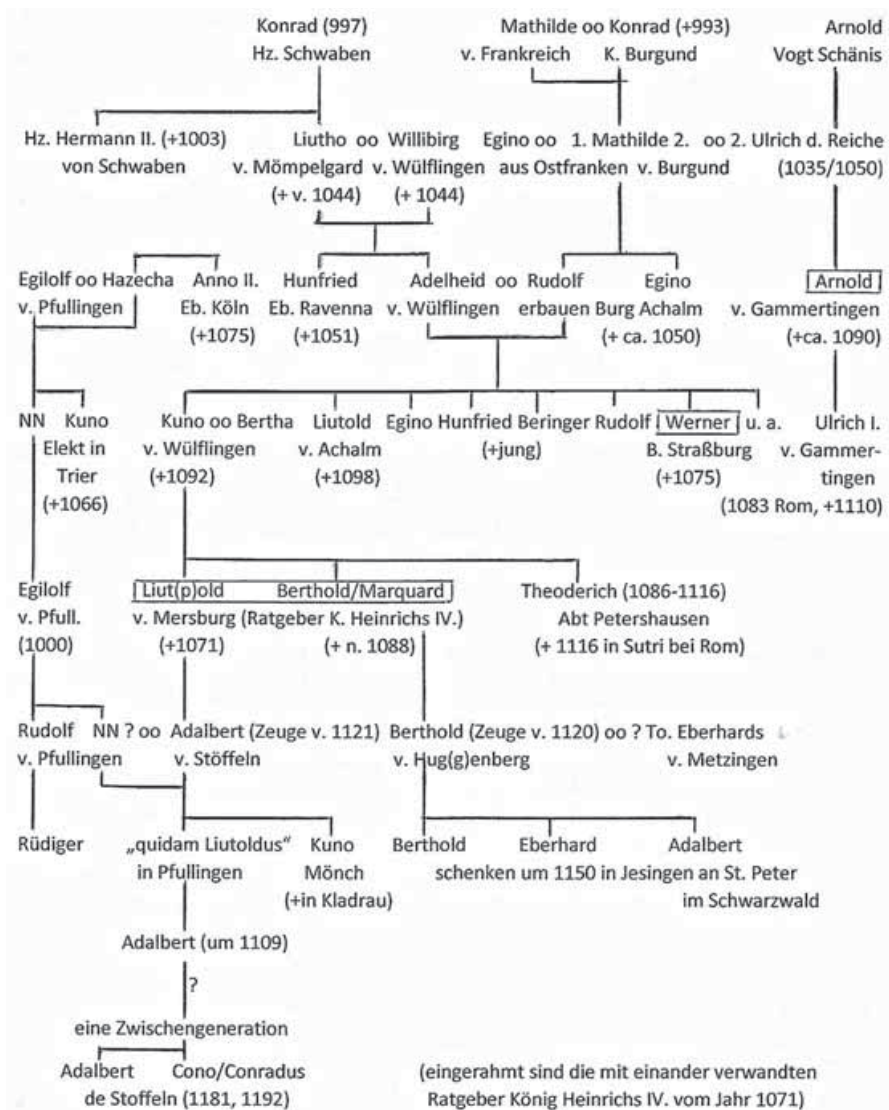 Konrad (997) Mathilde oo Konrad (+993) Arnold
Hz. Schwaben v. Frankreich K. Burgund Vogt Schänis
Hz. Hermann II. (+1003) Liutho oo Willibirg Egino oo 1. Mathilde 2. oo 2. Ulrich d. Reiche
von Schwaben v. Mömpelgard v. Wülflingen aus Ostfranken v. Burgund (1035/1050)
(+ v. 1044) (+ 1044)
Egilolf oo Hazecha Anno II. Hunfried Adelheid oo Rudolf Egino Arnold
v. Pfullingen Eb. Köln Eb. Ravenna v. Wülflingen erbauen Burg Achalm v. Gammertingen
(+1075) (+1051) (+ ca. 1050) (+ca. 1090)
NN Kuno Kuno oo Bertha Liutold Egino Hunfried Beringer Rudolf Werner u. a. Ulrich I.
Elekt in v. Wülflingen v. Achalm (+jung) B. Straßburg v. Gammer-
Trier (+1092) (+1098) (+1075) tingen
(+1066) (1083 Rom, +1110)
Egilolf Liut(p)old Berthold/Marquard Theoderich (1086-1116)
v. Pfull. v. Mersburg (Ratgeber K. Heinrichs IV.) Abt Petershausen
(1000) (+1071) (+ n. 1088) (+ 1116 in Sutri bei Rom)
Rudolf NN ? oo Adalbert (Zeuge v. 1121) Berthold (Zeuge v. 1120) oo ? To. Eberhards
v. Pfullingen v. Stöffeln v. Hug(g)enberg v. Metzingen
Rüdiger „quidam Liutoldus“ Kuno Berthold Eberhard Adalbert
in Pfullingen Mönch schenken um 1150 in Jesingen an St. Peter
(+in Kladrau) im Schwarzwald
Adalbert (um 1109)
?
eine Zwischengeneration
Adalbert Cono/Conradus (eingerahmt sind die mit einander verwandten
de Stoffeln (1181, 1192) Ratgeber König Heinrichs IV. vom Jahr 1071)